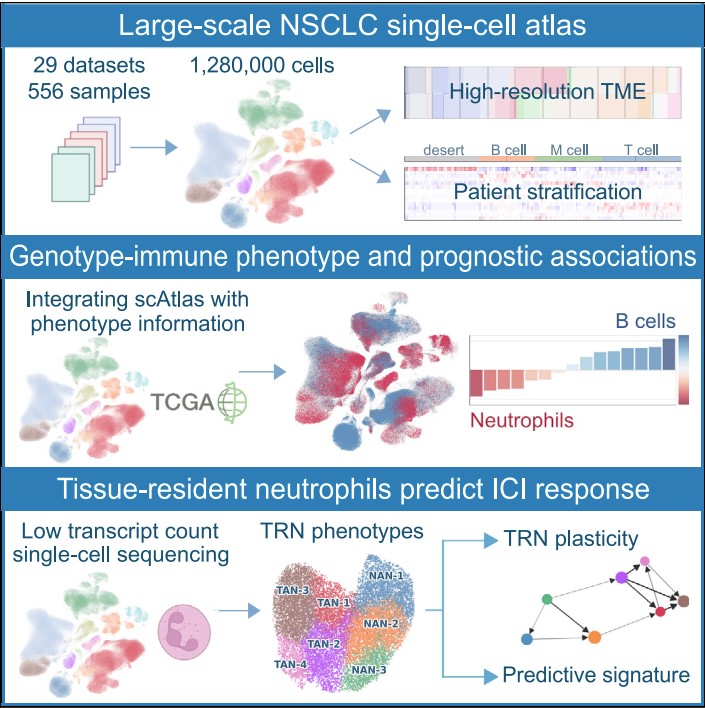 Large-scale NSCLC single-cell atlas
29 datasets
556 samples
1,280,000 cells
High-resolution TME
desert B cell M cell T cell
Patient stratification
Genotype-immune phenotype and prognostic associations
Integrating scAtlas with
phenotype information
TCGA
B cells
Neutrophils
Tissue-resident neutrophils predict ICI response
Low transcript count
single-cell sequencing
TRN phenotypes
TAN-3
TAN-1
NAN-1
TAN-2
NAN-2
TAN-4
NAN-3
TRN plasticity
Predictive signature